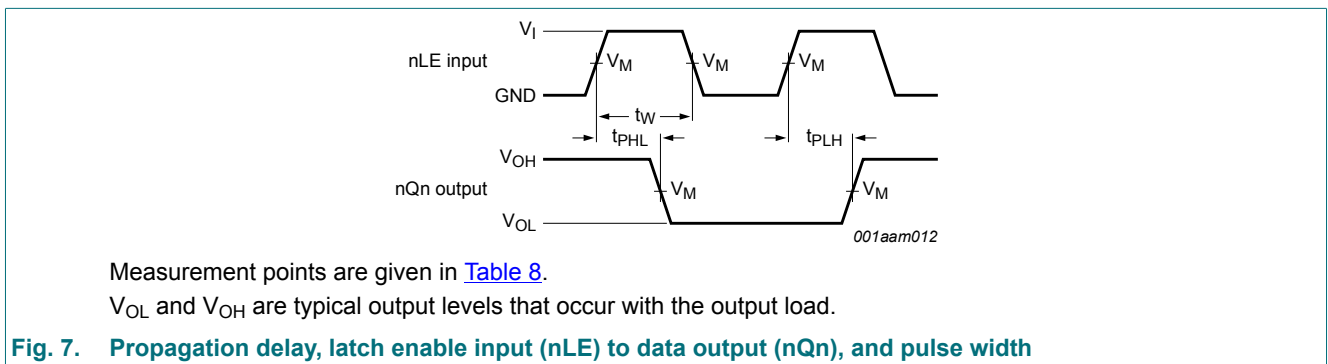 V_I
nLE input
V_M
V_M
V_M
GND
t_W
t_PHL
t_PLH
V_OH
nQn output
V_M
V_M
V_OL
001aam012
Measurement points are given in Table 8.
V_OL and V_OH are typical output levels that occur with the output load.
Fig. 7. Propagation delay, latch enable input (nLE) to data output (nQn), and pulse width